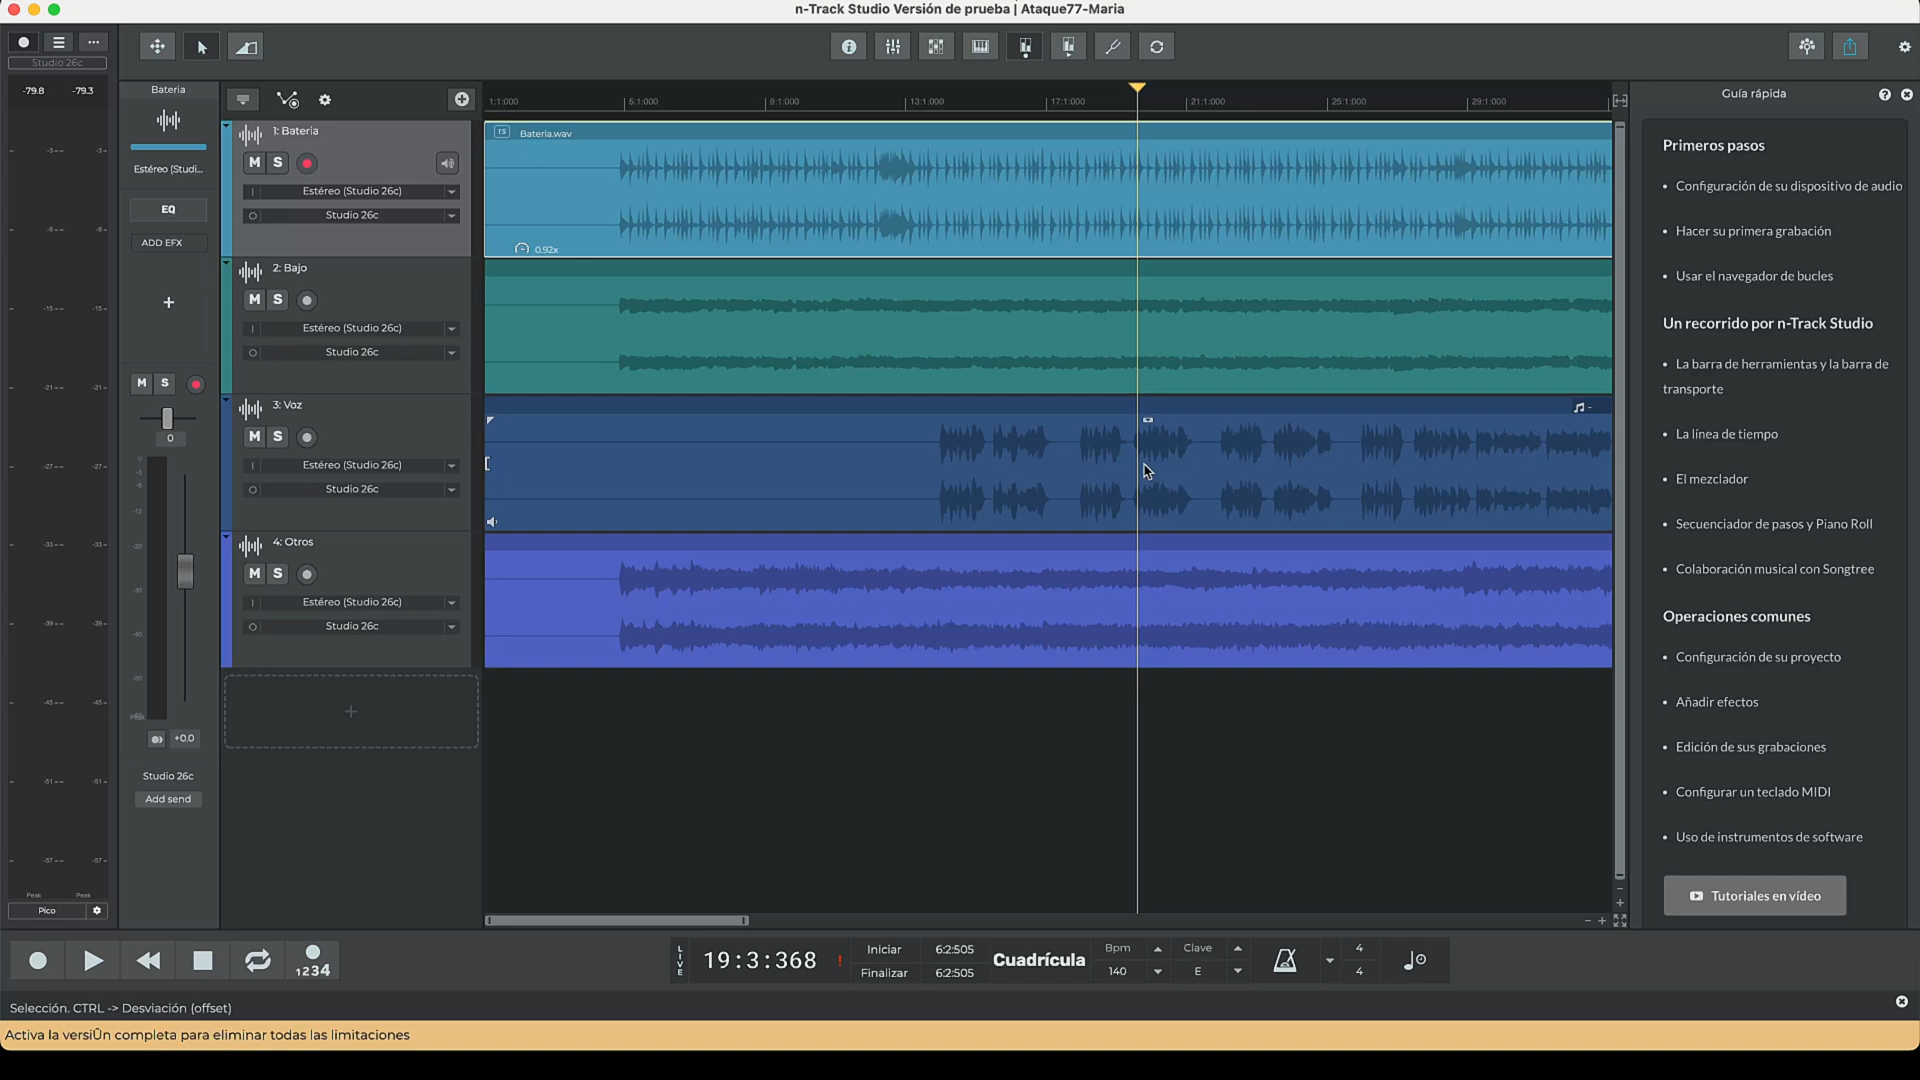 n-Track Studio Versión de prueba | Ataque77-Maria
Studio 26c
-79.8 -79.3
Bateria
Estéreo (Studi...
EQ
ADD EFX
+
M S
0
+0.0
Studio 26c
Add send
Peak Peak
Pico
1:1:000 5:1:000 9:1:000 13:1:000 17:1:000 21:1:000 25:1:000 29:1:000
1: Bateria
M S
Estéreo (Studio 26c)
Studio 26c
rs Bateria.wav
0.92x
2: Bajo
M S
Estéreo (Studio 26c)
Studio 26c
3: Voz
M S
Estéreo (Studio 26c)
Studio 26c
4: Otros
M S
Estéreo (Studio 26c)
Studio 26c
+
Guía rápida
Primeros pasos
• Configuración de su dispositivo de audio
• Hacer su primera grabación
• Usar el navegador de bucles
Un recorrido por n-Track Studio
• La barra de herramientas y la barra de
transporte
• La línea de tiempo
• El mezclador
• Secuenciador de pasos y Piano Roll
• Colaboración musical con Songtree
Operaciones comunes
• Configuración de su proyecto
• Añadir efectos
• Edición de sus grabaciones
• Configurar un teclado MIDI
• Uso de instrumentos de software
Tutoriales en vídeo
1234
LIVE
19:3:368 !
Iniciar 6:2:505
Finalizar 6:2:505
Cuadrícula
Bpm
140
Clave
E
4
4
Selección. CTRL -> Desviación (offset)
Activa la versiÛn completa para eliminar todas las limitaciones